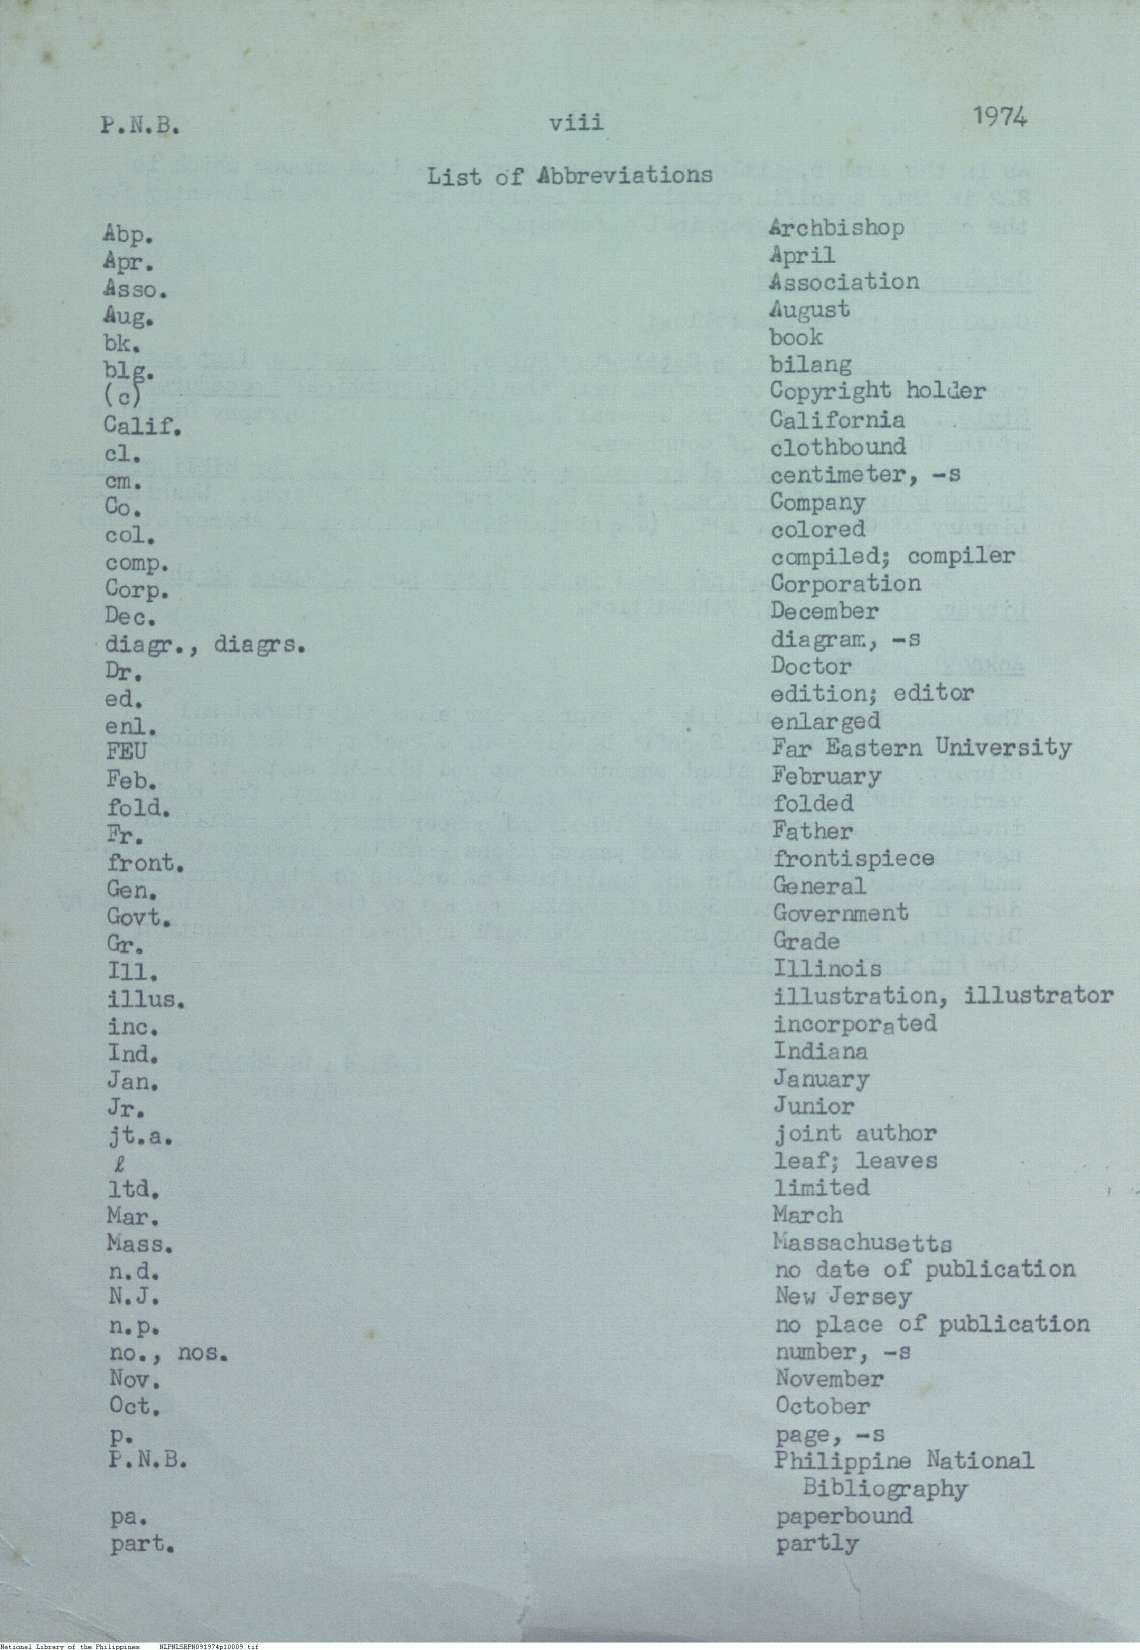 P.N.B. viii 1974
List of Abbreviations
Abp. Archbishop
Apr. April
Asso. Association
Aug. August
bk. book
blg. bilang
(c) Copyright holder
Calif. California
cl. clothbound
cm. centimeter, -s
Co. Company
col. colored
comp. compiled; compiler
Corp. Corporation
Dec. December
diagr., diagrs. diagram, -s
Dr. Doctor
ed. edition; editor
enl. enlarged
FEU Far Eastern University
Feb. February
fold. folded
Fr. Father
front. frontispiece
Gen. General
Govt. Government
Gr. Grade
Ill. Illinois
illus. illustration, illustrator
inc. incorporated
Ind. Indiana
Jan. January
Jr. Junior
jt.a. joint author
ℓ leaf; leaves
ltd. limited
Mar. March
Mass. Massachusetts
n.d. no date of publication
N.J. New Jersey
n.p. no place of publication
no., nos. number, -s
Nov. November
Oct. October
p. page, -s
P.N.B. Philippine National
Bibliography
pa. paperbound
part. partly
National Library of the Philippines NLPNLSRPN091974p10009.tif